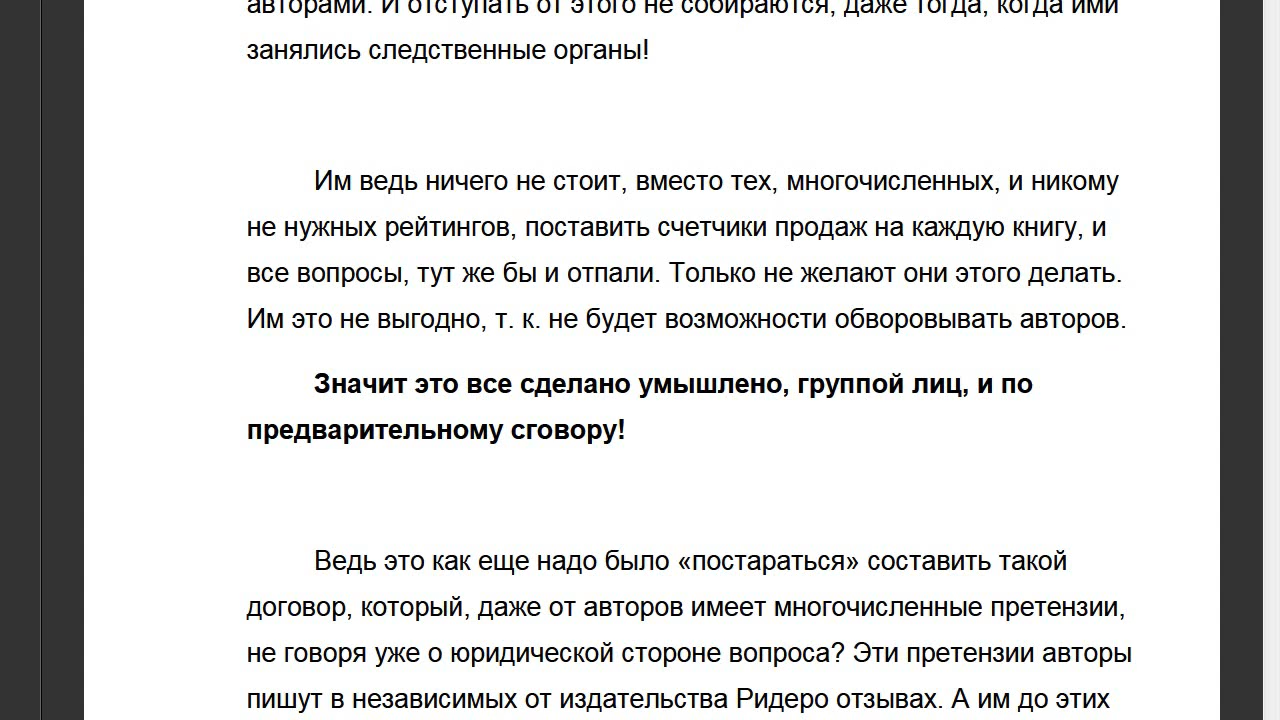 авторами. И отступать от этого не собираются, даже тогда, когда ими
занялись следственные органы!
Им ведь ничего не стоит, вместо тех, многочисленных, и никому
не нужных рейтингов, поставить счетчики продаж на каждую книгу, и
все вопросы, тут же бы и отпали. Только не желают они этого делать.
Им это не выгодно, т. к. не будет возможности обворовывать авторов.
Значит это все сделано умышлено, группой лиц, и по
предварительному сговору!
Ведь это как еще надо было «постараться» составить такой
договор, который, даже от авторов имеет многочисленные претензии,
не говоря уже о юридической стороне вопроса? Эти претензии авторы
пишут в независимых от издательства Ридеро отзывах. А им до этих